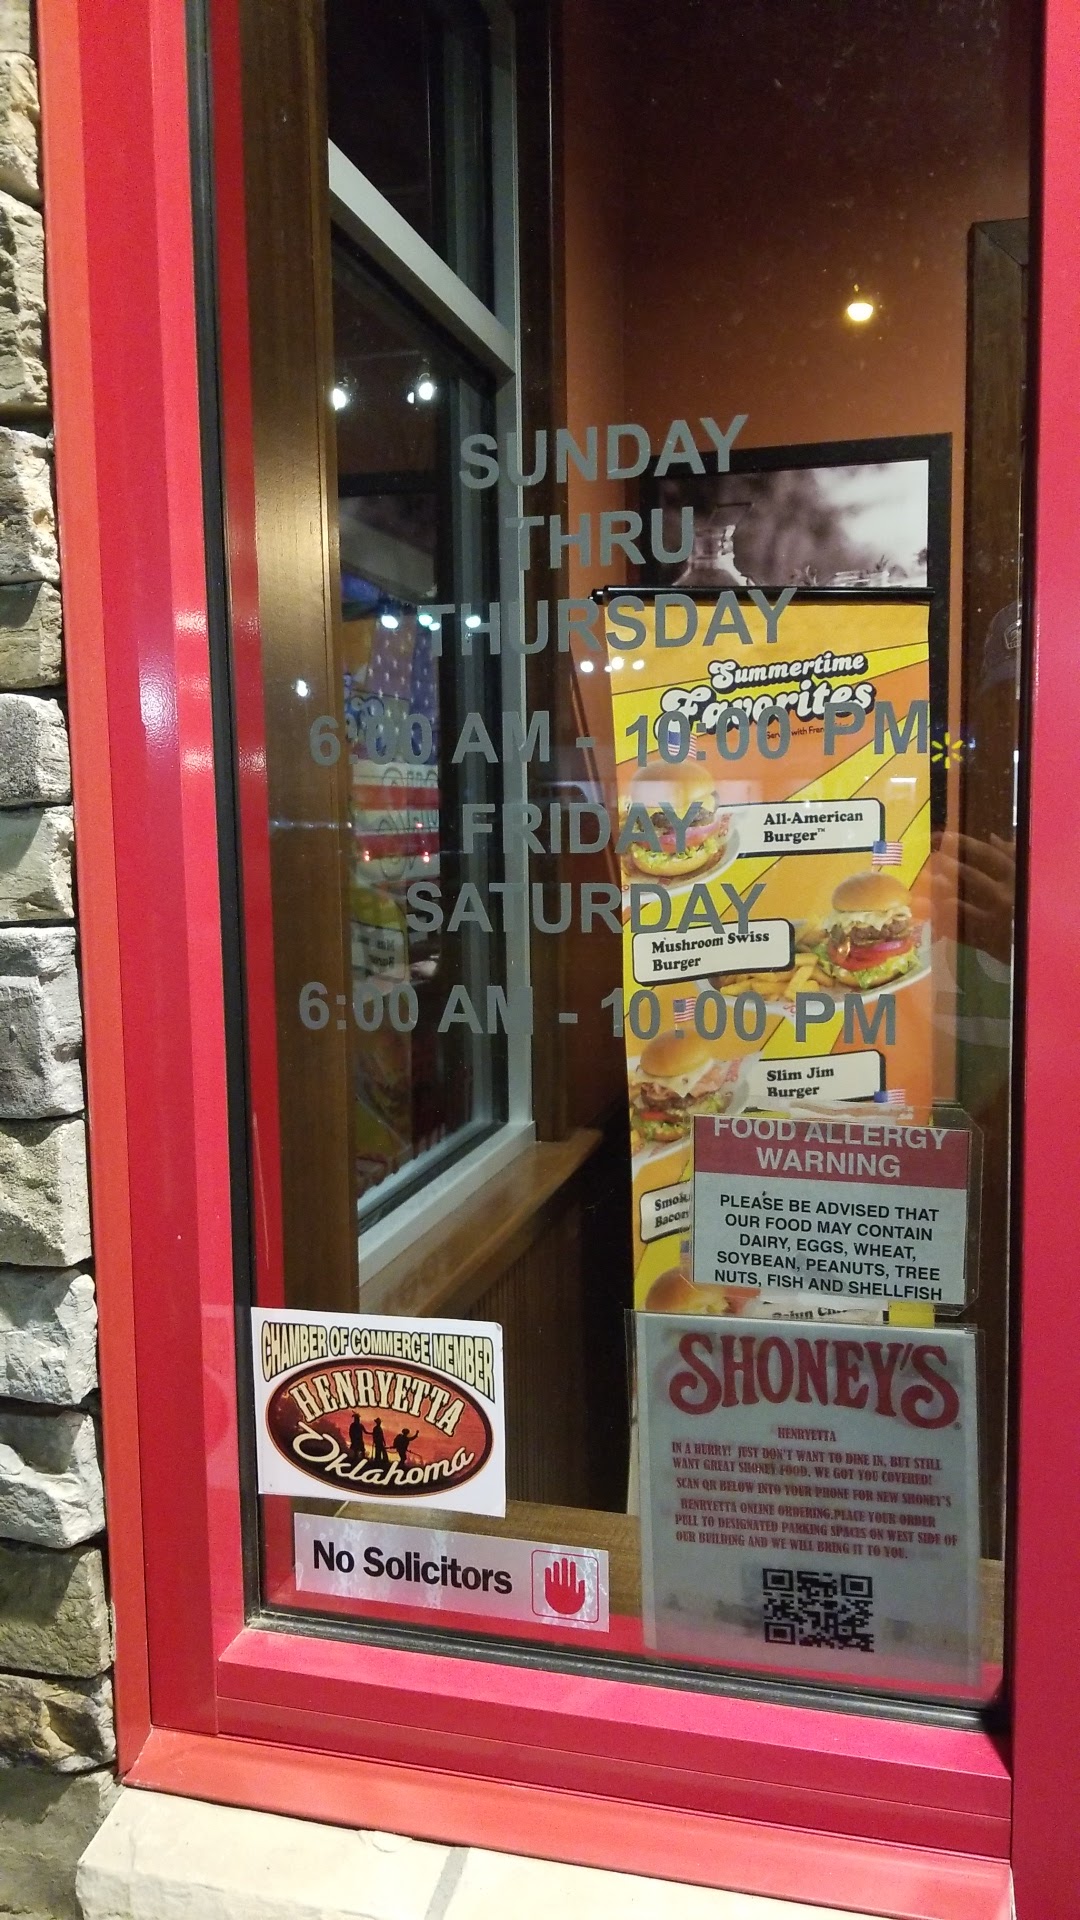 SUNDAY
THRU
THURSDAY
6:00 AM - 10:00 PM
FRIDAY
SATURDAY
6:00 AM - 10:00 PM
Summertime
Favorites
All-American
Burger™
Mushroom Swiss
Burger
Slim Jim
Burger
Bacon
FOOD ALLERGY
WARNING
PLEASE BE ADVISED THAT
OUR FOOD MAY CONTAIN
DAIRY, EGGS, WHEAT,
SOYBEAN, PEANUTS, TREE
NUTS, FISH AND SHELLFISH
CHAMBER OF COMMERCE MEMBER
HENRYETTA
Oklahoma
No Solicitors
SHONEY'S
HENRYETTA
IN A HURRY! JUST DON'T WANT TO DINE IN, BUT STILL
WANT GREAT SHONEY FOOD. WE GOT YOU COVERED!
SCAN QR BELOW INTO YOUR PHONE FOR NEW SHONEY'S
HENRYETTA ONLINE ORDERING.PLACE YOUR ORDER
PULL TO DESIGNATED PARKING SPACES ON WEST SIDE OF
OUR BUILDING AND WE WILL BRING IT TO YOU.